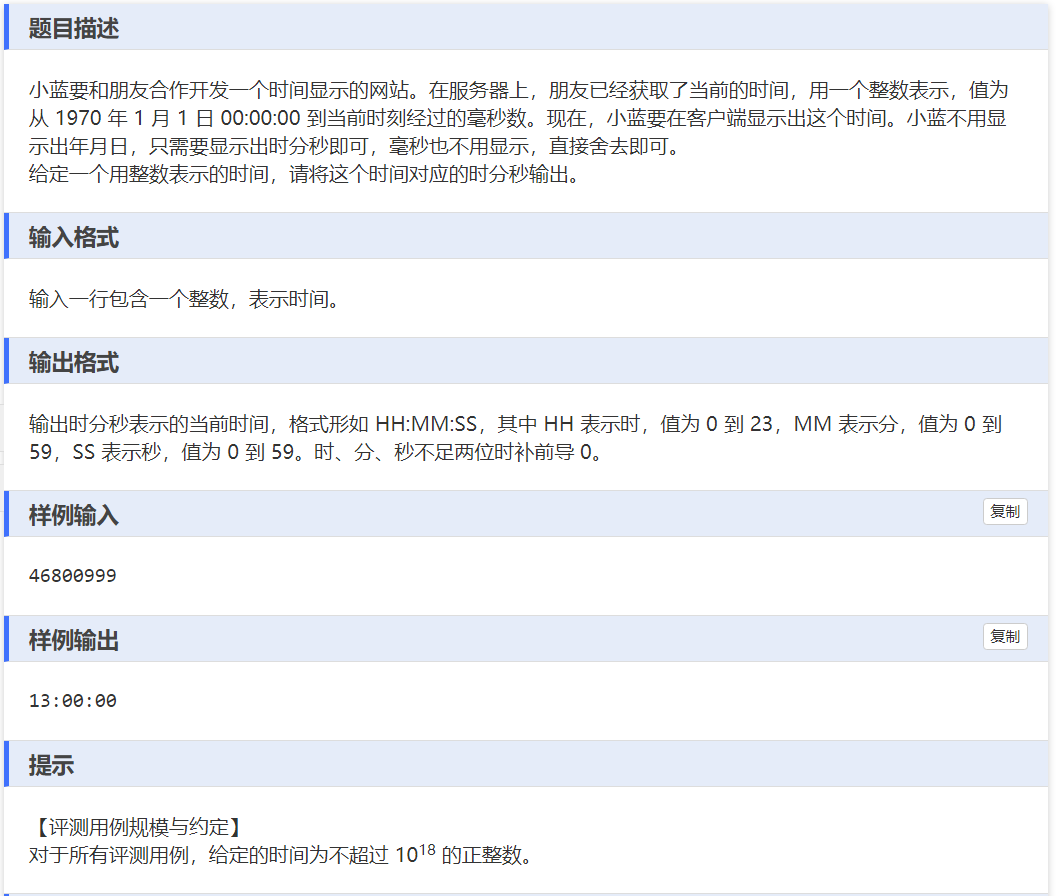 题目描述
小蓝要和朋友合作开发一个时间显示的网站。在服务器上，朋友已经获取了当前的时间，用一个整数表示，值为
从 1970 年 1 月 1 日 00:00:00 到当前时刻经过的毫秒数。现在，小蓝要在客户端显示出这个时间。小蓝不用显
示出年月日，只需要显示出时分秒即可，毫秒也不用显示，直接舍去即可。
给定一个用整数表示的时间，请将这个时间对应的时分秒输出。
输入格式
输入一行包含一个整数，表示时间。
输出格式
输出时分秒表示的当前时间，格式形如 HH:MM:SS，其中 HH 表示时，值为 0 到 23，MM 表示分，值为 0 到
59，SS 表示秒，值为 0 到 59。时、分、秒不足两位时补前导 0。
样例输入 复制
46800999
样例输出 复制
13:00:00
提示
【评测用例规模与约定】
对于所有评测用例，给定的时间为不超过 10¹⁸ 的正整数。